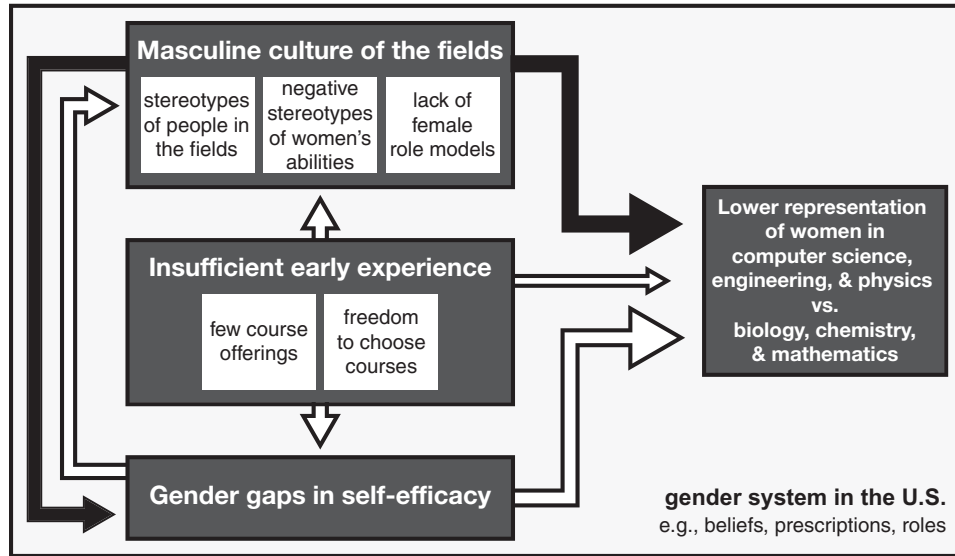 Masculine culture of the fields
stereotypes
of people in
the fields
negative
stereotypes
of women's
abilities
lack of
female
role models
Insufficient early experience
few course
offerings
freedom
to choose
courses
Gender gaps in self-efficacy
Lower representation
of women in
computer science,
engineering, & physics
vs.
biology, chemistry,
& mathematics
gender system in the U.S.
e.g., beliefs, prescriptions, roles